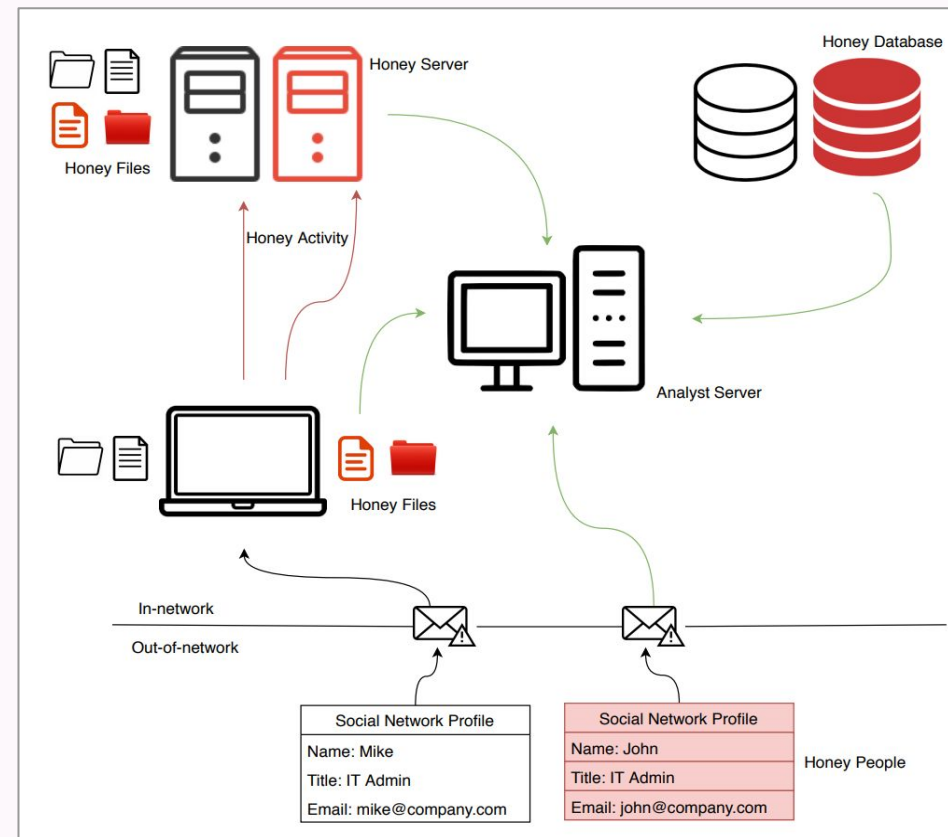 Honey Database
Honey Server
Honey Files
Honey Activity
Analyst Server
Honey Files
In-network
Out-of-network
Social Network Profile
Name: Mike
Title: IT Admin
Email: mike@company.com
Social Network Profile
Name: John
Title: IT Admin
Email: john@company.com
Honey People